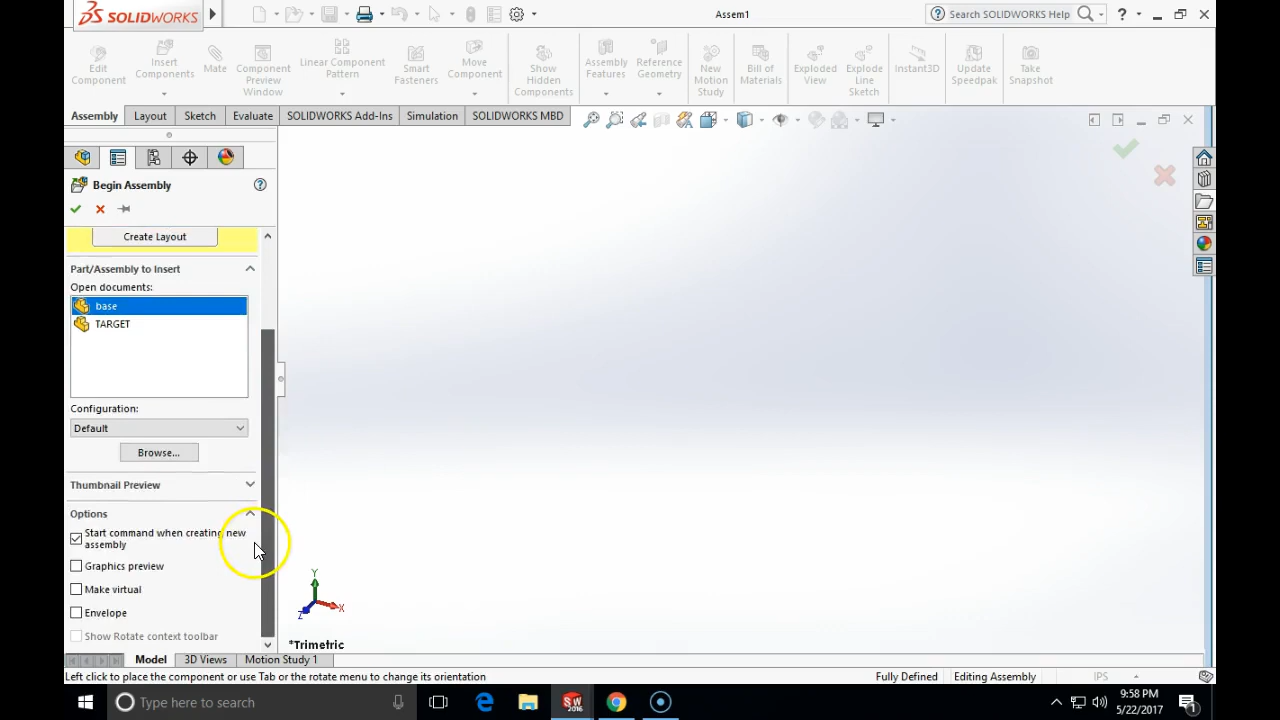 SOLIDWORKS
Assem1
Search SOLIDWORKS Help
?
Edit Component
Insert Components
Mate
Component Preview Window
Linear Component Pattern
Smart Fasteners
Move Component
Show Hidden Components
Assembly Features
Reference Geometry
New Motion Study
Bill of Materials
Exploded View
Explode Line Sketch
Instant3D
Update Speedpak
Take Snapshot
Assembly
Layout
Sketch
Evaluate
SOLIDWORKS Add-Ins
Simulation
SOLIDWORKS MBD
Begin Assembly
?
Create Layout
Part/Assembly to Insert
Open documents:
base
TARGET
Configuration:
Default
Browse...
Thumbnail Preview
Options
Start command when creating new
assembly
Graphics preview
Make virtual
Envelope
Show Rotate context toolbar
Y
X
Z
*Trimetric
Model
3D Views
Motion Study 1
Left click to place the component or use Tab or the rotate menu to change its orientation
Fully Defined
Editing Assembly
IPS
Type here to search
SW
2016
9:58 PM
5/22/2017
1